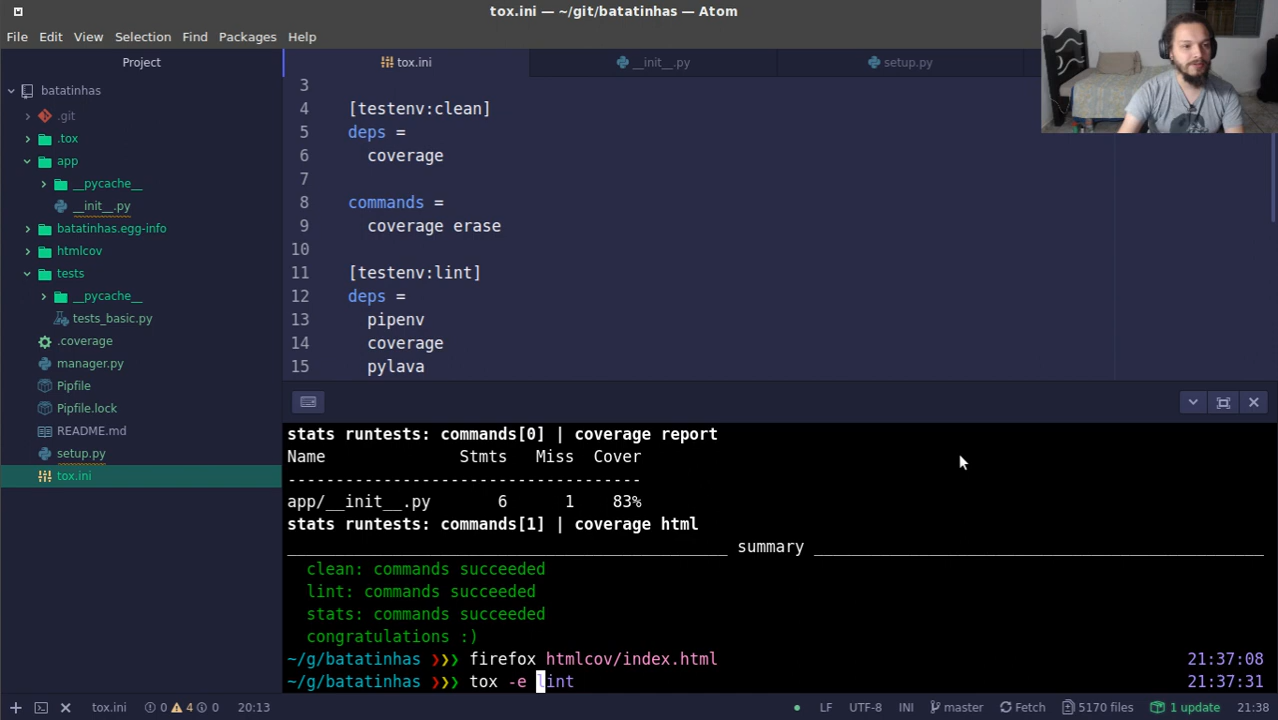 tox.ini — ~/git/batatinhas — Atom
File Edit View Selection Find Packages Help
Project
tox.ini
__init__.py
setup.py
batatinhas
.git
.tox
app
__pycache__
__init__.py
batatinhas.egg-info
htmlcov
tests
__pycache__
tests_basic.py
.coverage
manager.py
Pipfile
Pipfile.lock
README.md
setup.py
tox.ini
3
4 [testenv:clean]
5 deps =
6 coverage
7
8 commands =
9 coverage erase
10
11 [testenv:lint]
12 deps =
13 pipenv
14 coverage
15 pylava
stats runtests: commands[0] | coverage report
Name Stmts Miss Cover
-------------------------------------
app/__init__.py 6 1 83%
stats runtests: commands[1] | coverage html
______________________________________________ summary _______________________________________________
clean: commands succeeded
lint: commands succeeded
stats: commands succeeded
congratulations :)
~/g/batatinhas ❯❯❯ firefox htmlcov/index.html 21:37:08
~/g/batatinhas ❯❯❯ tox -e lint 21:37:31
tox.ini 0 4 0 20:13 LF UTF-8 INI master Fetch 5170 files 1 update 21:38